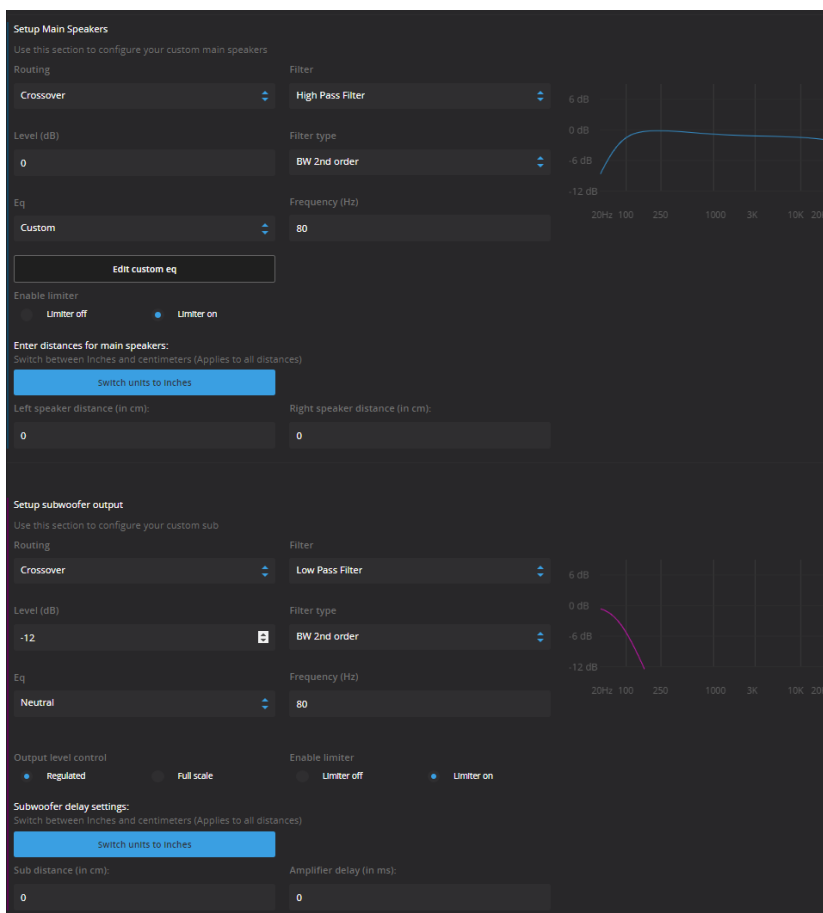 Setup Main Speakers
Use this section to configure your custom main speakers
Routing
Filter
Crossover
High Pass Filter
6 dB
0 dB
-6 dB
-12 dB
20Hz 100 250 1000 3K 10K 20
Level (dB)
Filter type
0
BW 2nd order
Eq
Frequency (Hz)
Custom
80
Edit custom eq
Enable limiter
Limiter off
Limiter on
Enter distances for main speakers:
Switch between Inches and centimeters (Applies to all distances)
Switch units to inches
Left speaker distance (in cm):
Right speaker distance (in cm):
0
0
Setup subwoofer output
Use this section to configure your custom sub
Routing
Filter
Crossover
Low Pass Filter
6 dB
0 dB
-6 dB
-12 dB
20Hz 100 250 1000 3K 10K 20
Level (dB)
Filter type
-12
BW 2nd order
Eq
Frequency (Hz)
Neutral
80
Output level control
Enable limiter
Regulated
Full scale
Limiter off
Limiter on
Subwoofer delay settings:
Switch between Inches and centimeters (Applies to all distances)
Switch units to inches
Sub distance (in cm):
Amplifier delay (in ms):
0
0